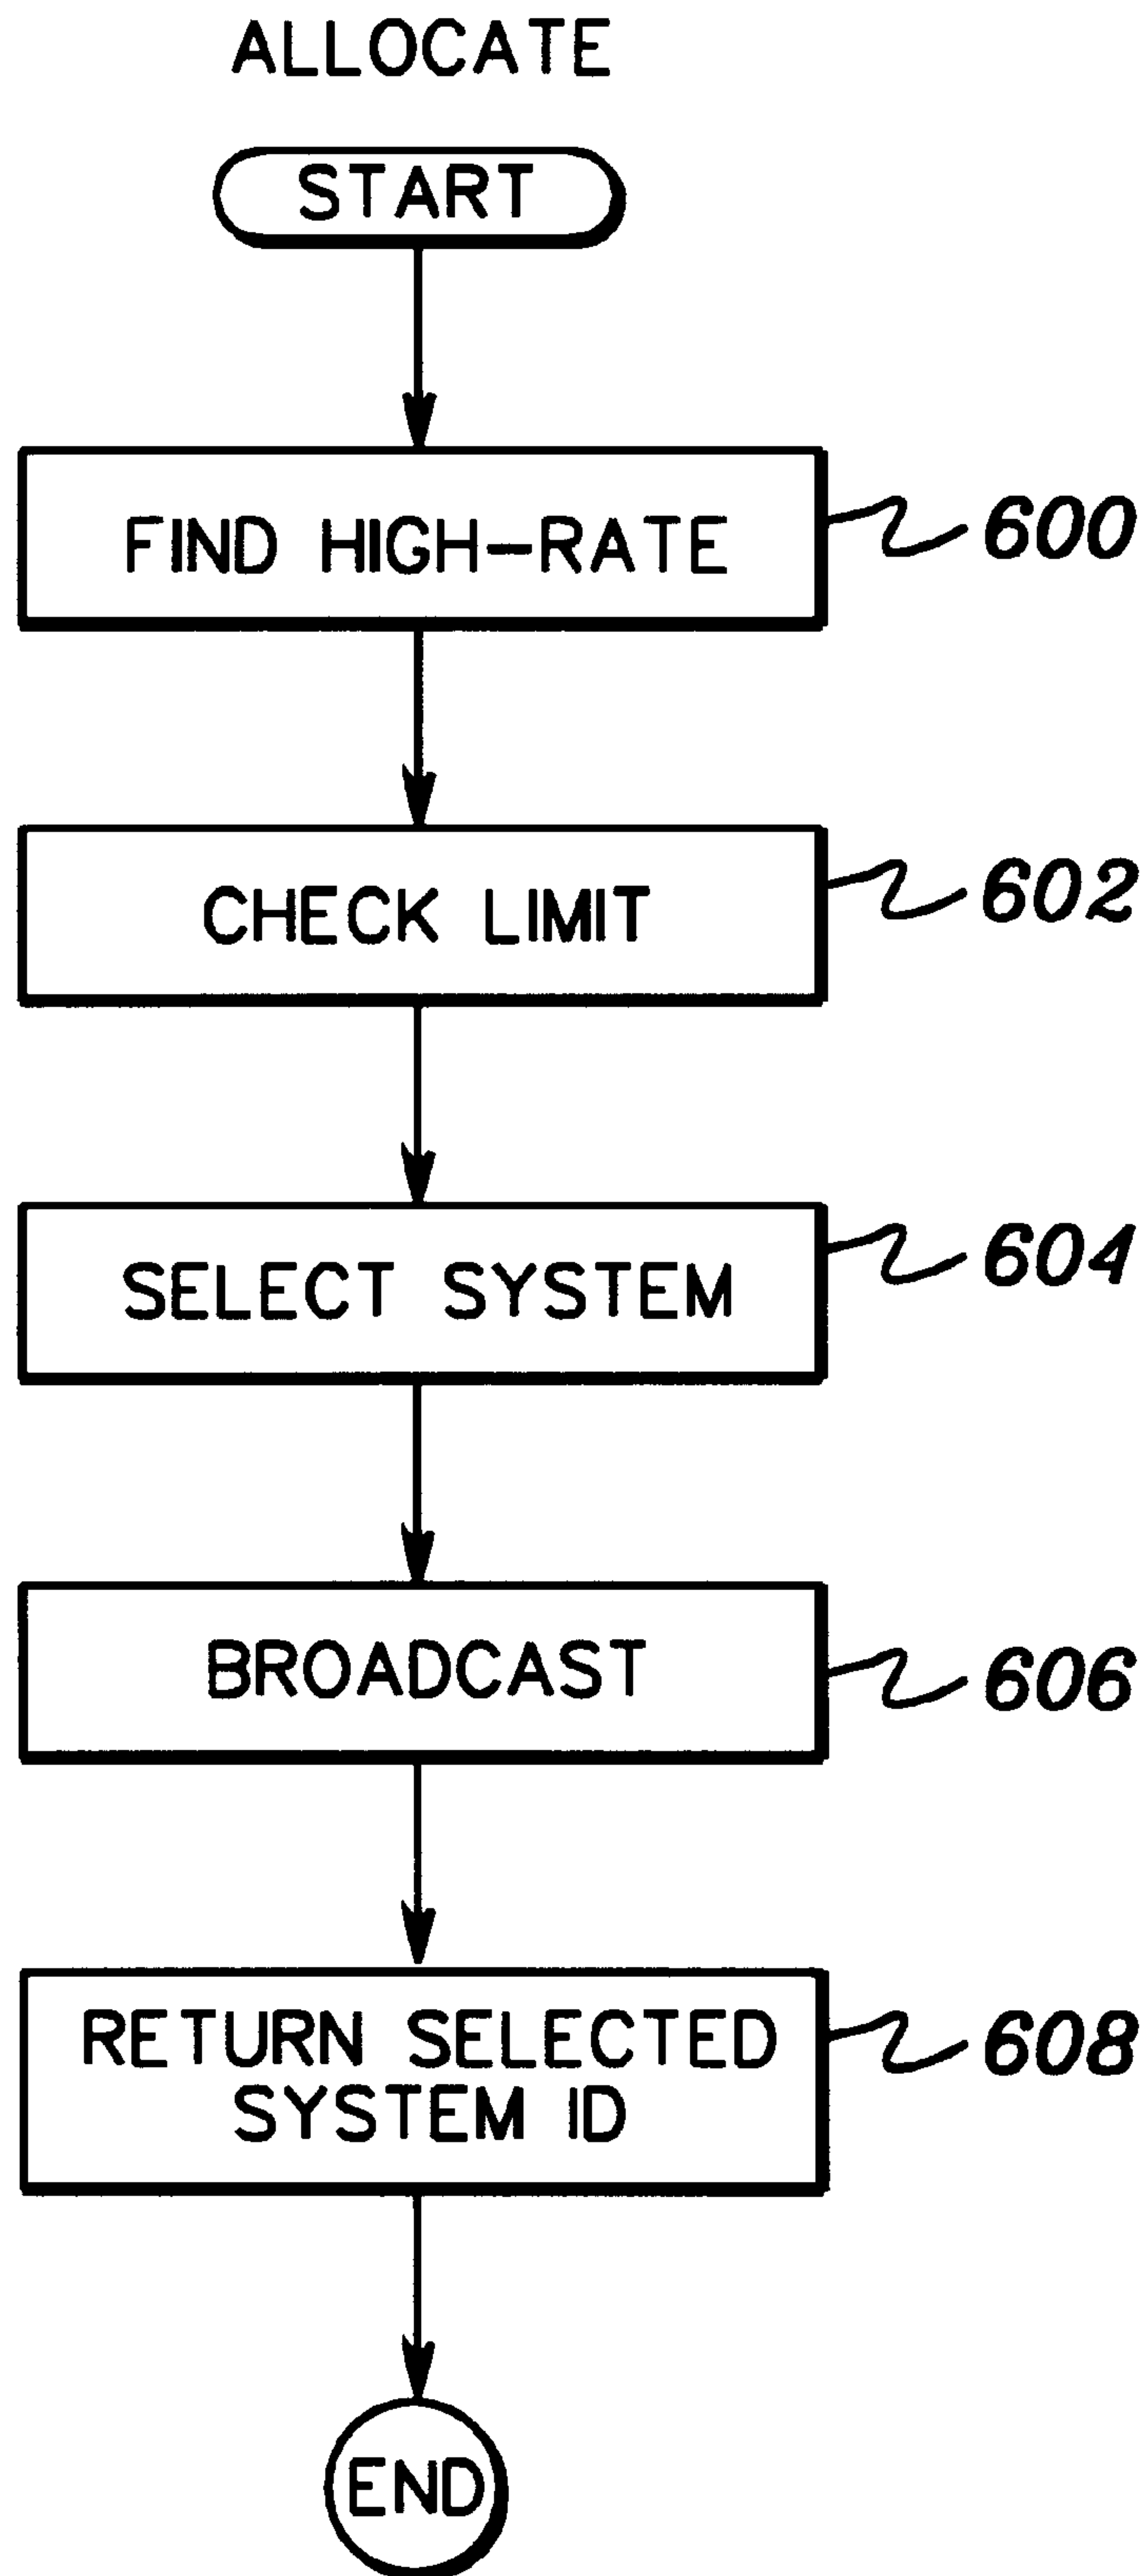 ALLOCATE
START
FIND HIGH-RATE
600
CHECK LIMIT
602
SELECT SYSTEM
604
BROADCAST
606
RETURN SELECTED
SYSTEM ID
608
END